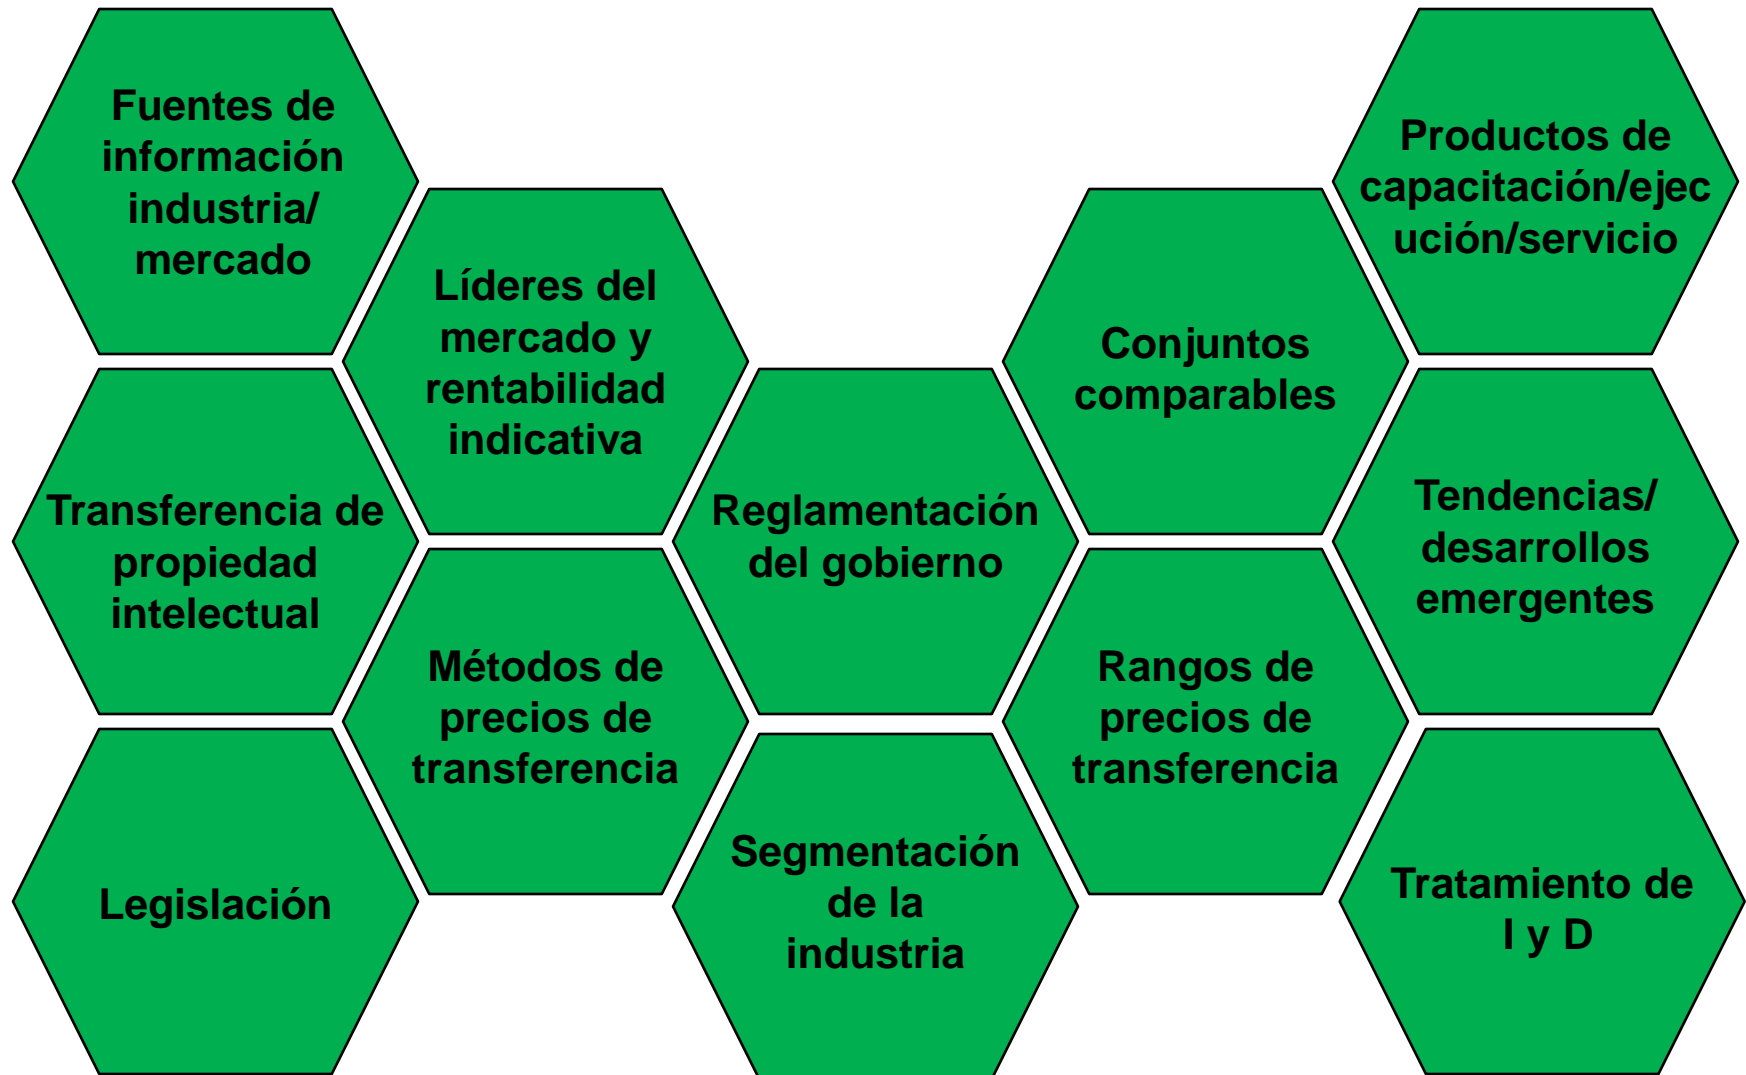 Fuentes de
información
industria/
mercado
Líderes del
mercado y
rentabilidad
indicativa
Conjuntos
comparables
Productos de
capacitación/ejec
ución/servicio
Transferencia de
propiedad
intelectual
Métodos de
precios de
transferencia
Reglamentación
del gobierno
Rangos de
precios de
transferencia
Tendencias/
desarrollos
emergentes
Legislación
Segmentación
de la
industria
Tratamiento de
I y D